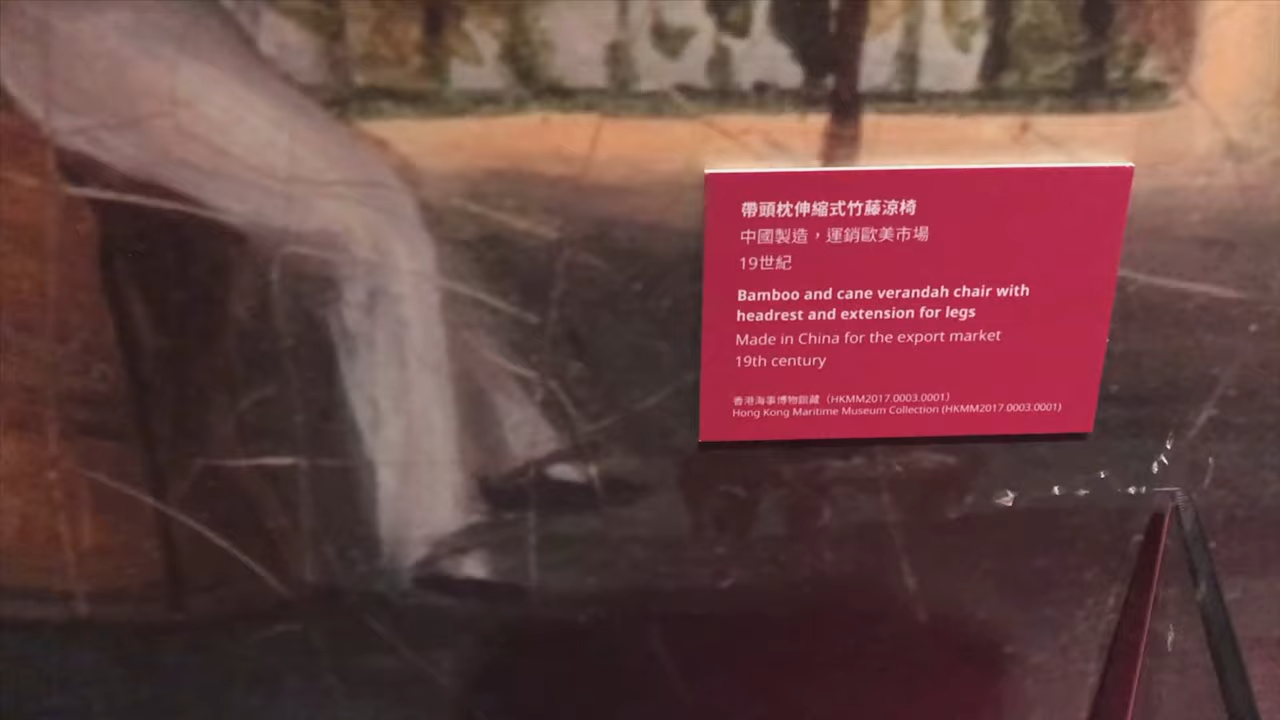 帶頭枕伸縮式竹藤涼椅
中國製造，運銷歐美市場
19世紀
Bamboo and cane verandah chair with
headrest and extension for legs
Made in China for the export market
19th century
香港海事博物館藏（HKMM2017.0003.0001）
Hong Kong Maritime Museum Collection (HKMM2017.0003.0001)